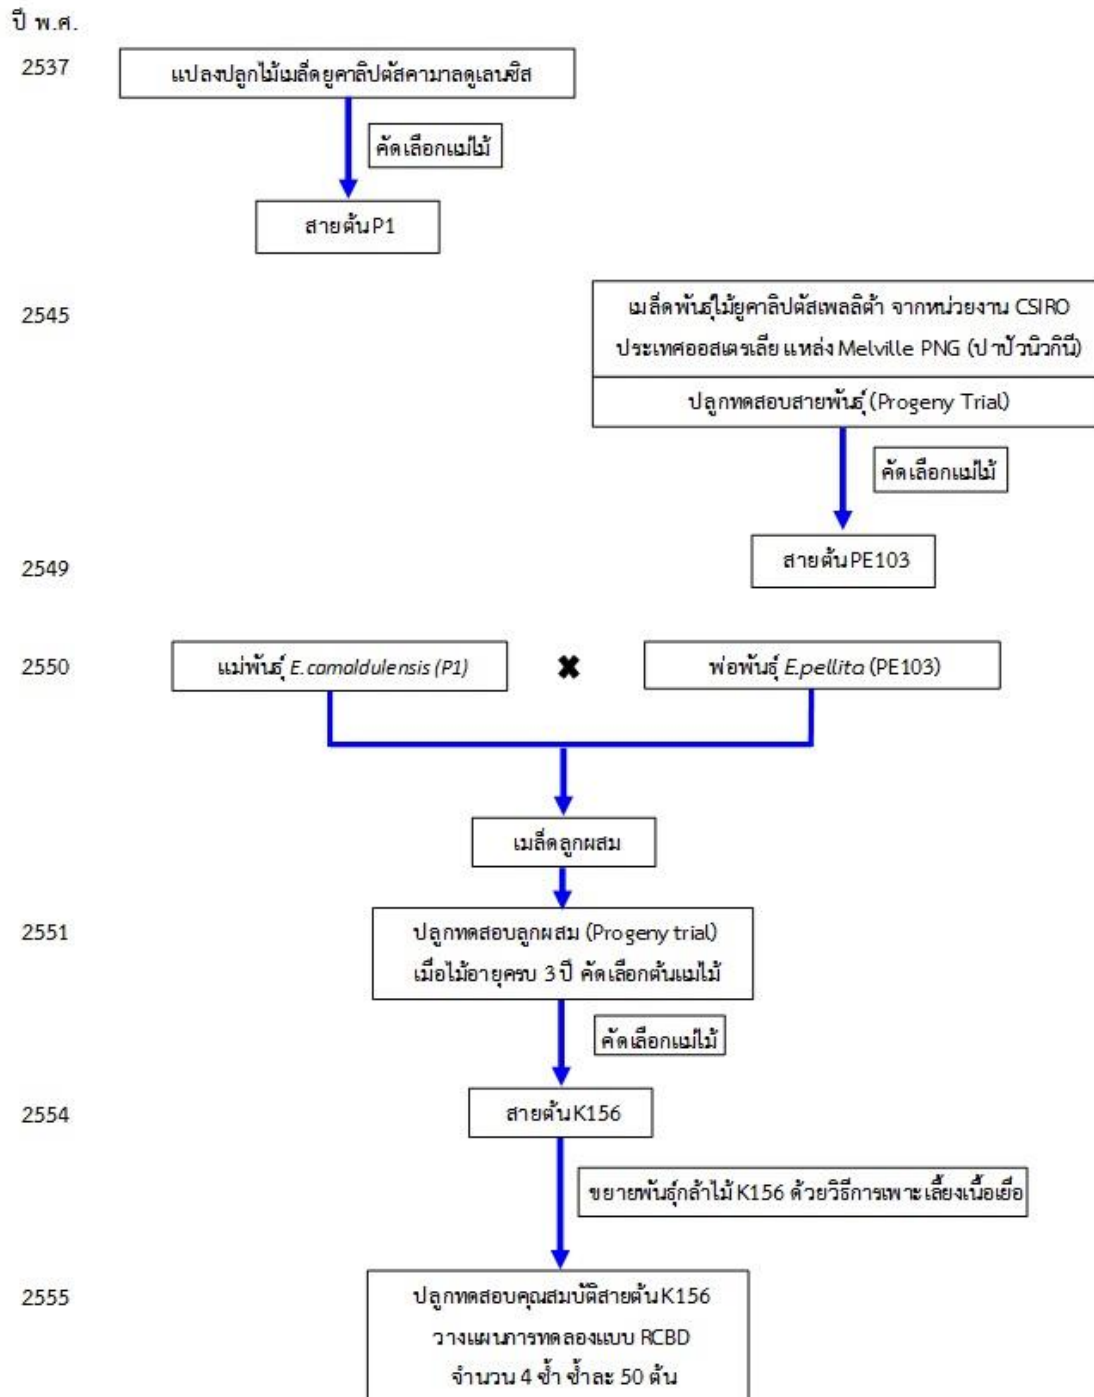 ปี พ.ศ.
2537
แปลงปลูกไม้เมล็ดยูคาลิปตัสคามาลดูเลนซิส
คัดเลือกแม่ไม้
สายต้น P1
2545
เมล็ดพันธุ์ไม้ยูคาลิปตัสเพลลิต้า จากหน่วยงาน CSIRO
ประเทศออสเตรเลีย แหล่ง Melville PNG (ปาปัวนิวกินี)
ปลูกทดสอบสายพันธุ์ (Progeny Trial)
คัดเลือกแม่ไม้
2549
สายต้น PE103
2550
แม่พันธุ์ E.camaldulensis (P1)
✖
พ่อพันธุ์ E.pellita (PE103)
เมล็ดลูกผสม
2551
ปลูกทดสอบลูกผสม (Progeny trial)
เมื่อไม้อายุครบ 3 ปี คัดเลือกต้นแม่ไม้
คัดเลือกแม่ไม้
2554
สายต้น K156
ขยายพันธุ์กล้าไม้ K156 ด้วยวิธีการเพาะเลี้ยงเนื้อเยื่อ
2555
ปลูกทดสอบคุณสมบัติสายต้น K156
วางแผนการทดลองแบบ RCBD
จำนวน 4 ซ้ำ ซ้ำละ 50 ต้น